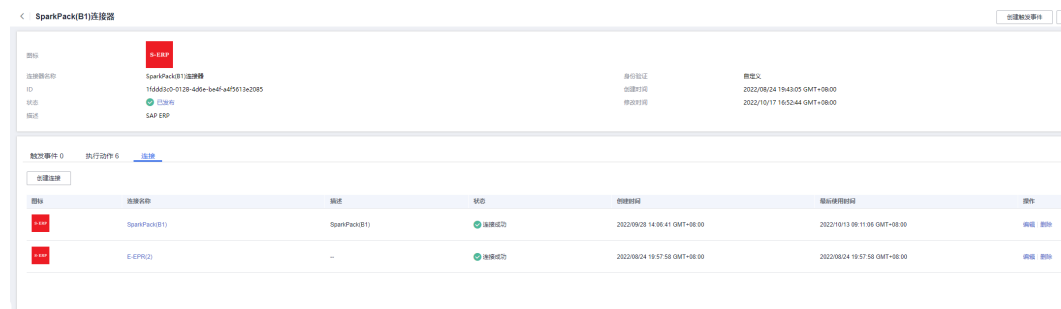 SparkPack(B1)连接器
创建触发事件
图标
S-ERP
连接器名称 SparkPack(B1)连接器 身份验证 自定义
ID 1fddd3c0-0128-4d6e-be4f-a4f5613e2085 创建时间 2022/08/24 19:43:05 GMT+08:00
状态 已发布 修改时间 2022/10/17 16:52:44 GMT+08:00
描述 SAP ERP
触发事件 0 执行动作 6 连接
创建连接
图标 连接名称 描述 状态 创建时间 最后使用时间 操作
S-ERP SparkPack(B1) SparkPack(B1) 连接成功 2022/09/28 14:06:41 GMT+08:00 2022/10/13 09:11:06 GMT+08:00 编辑 删除
S-ERP E-EPR(2) -- 连接成功 2022/08/24 19:57:58 GMT+08:00 2022/08/24 19:57:58 GMT+08:00 编辑 删除